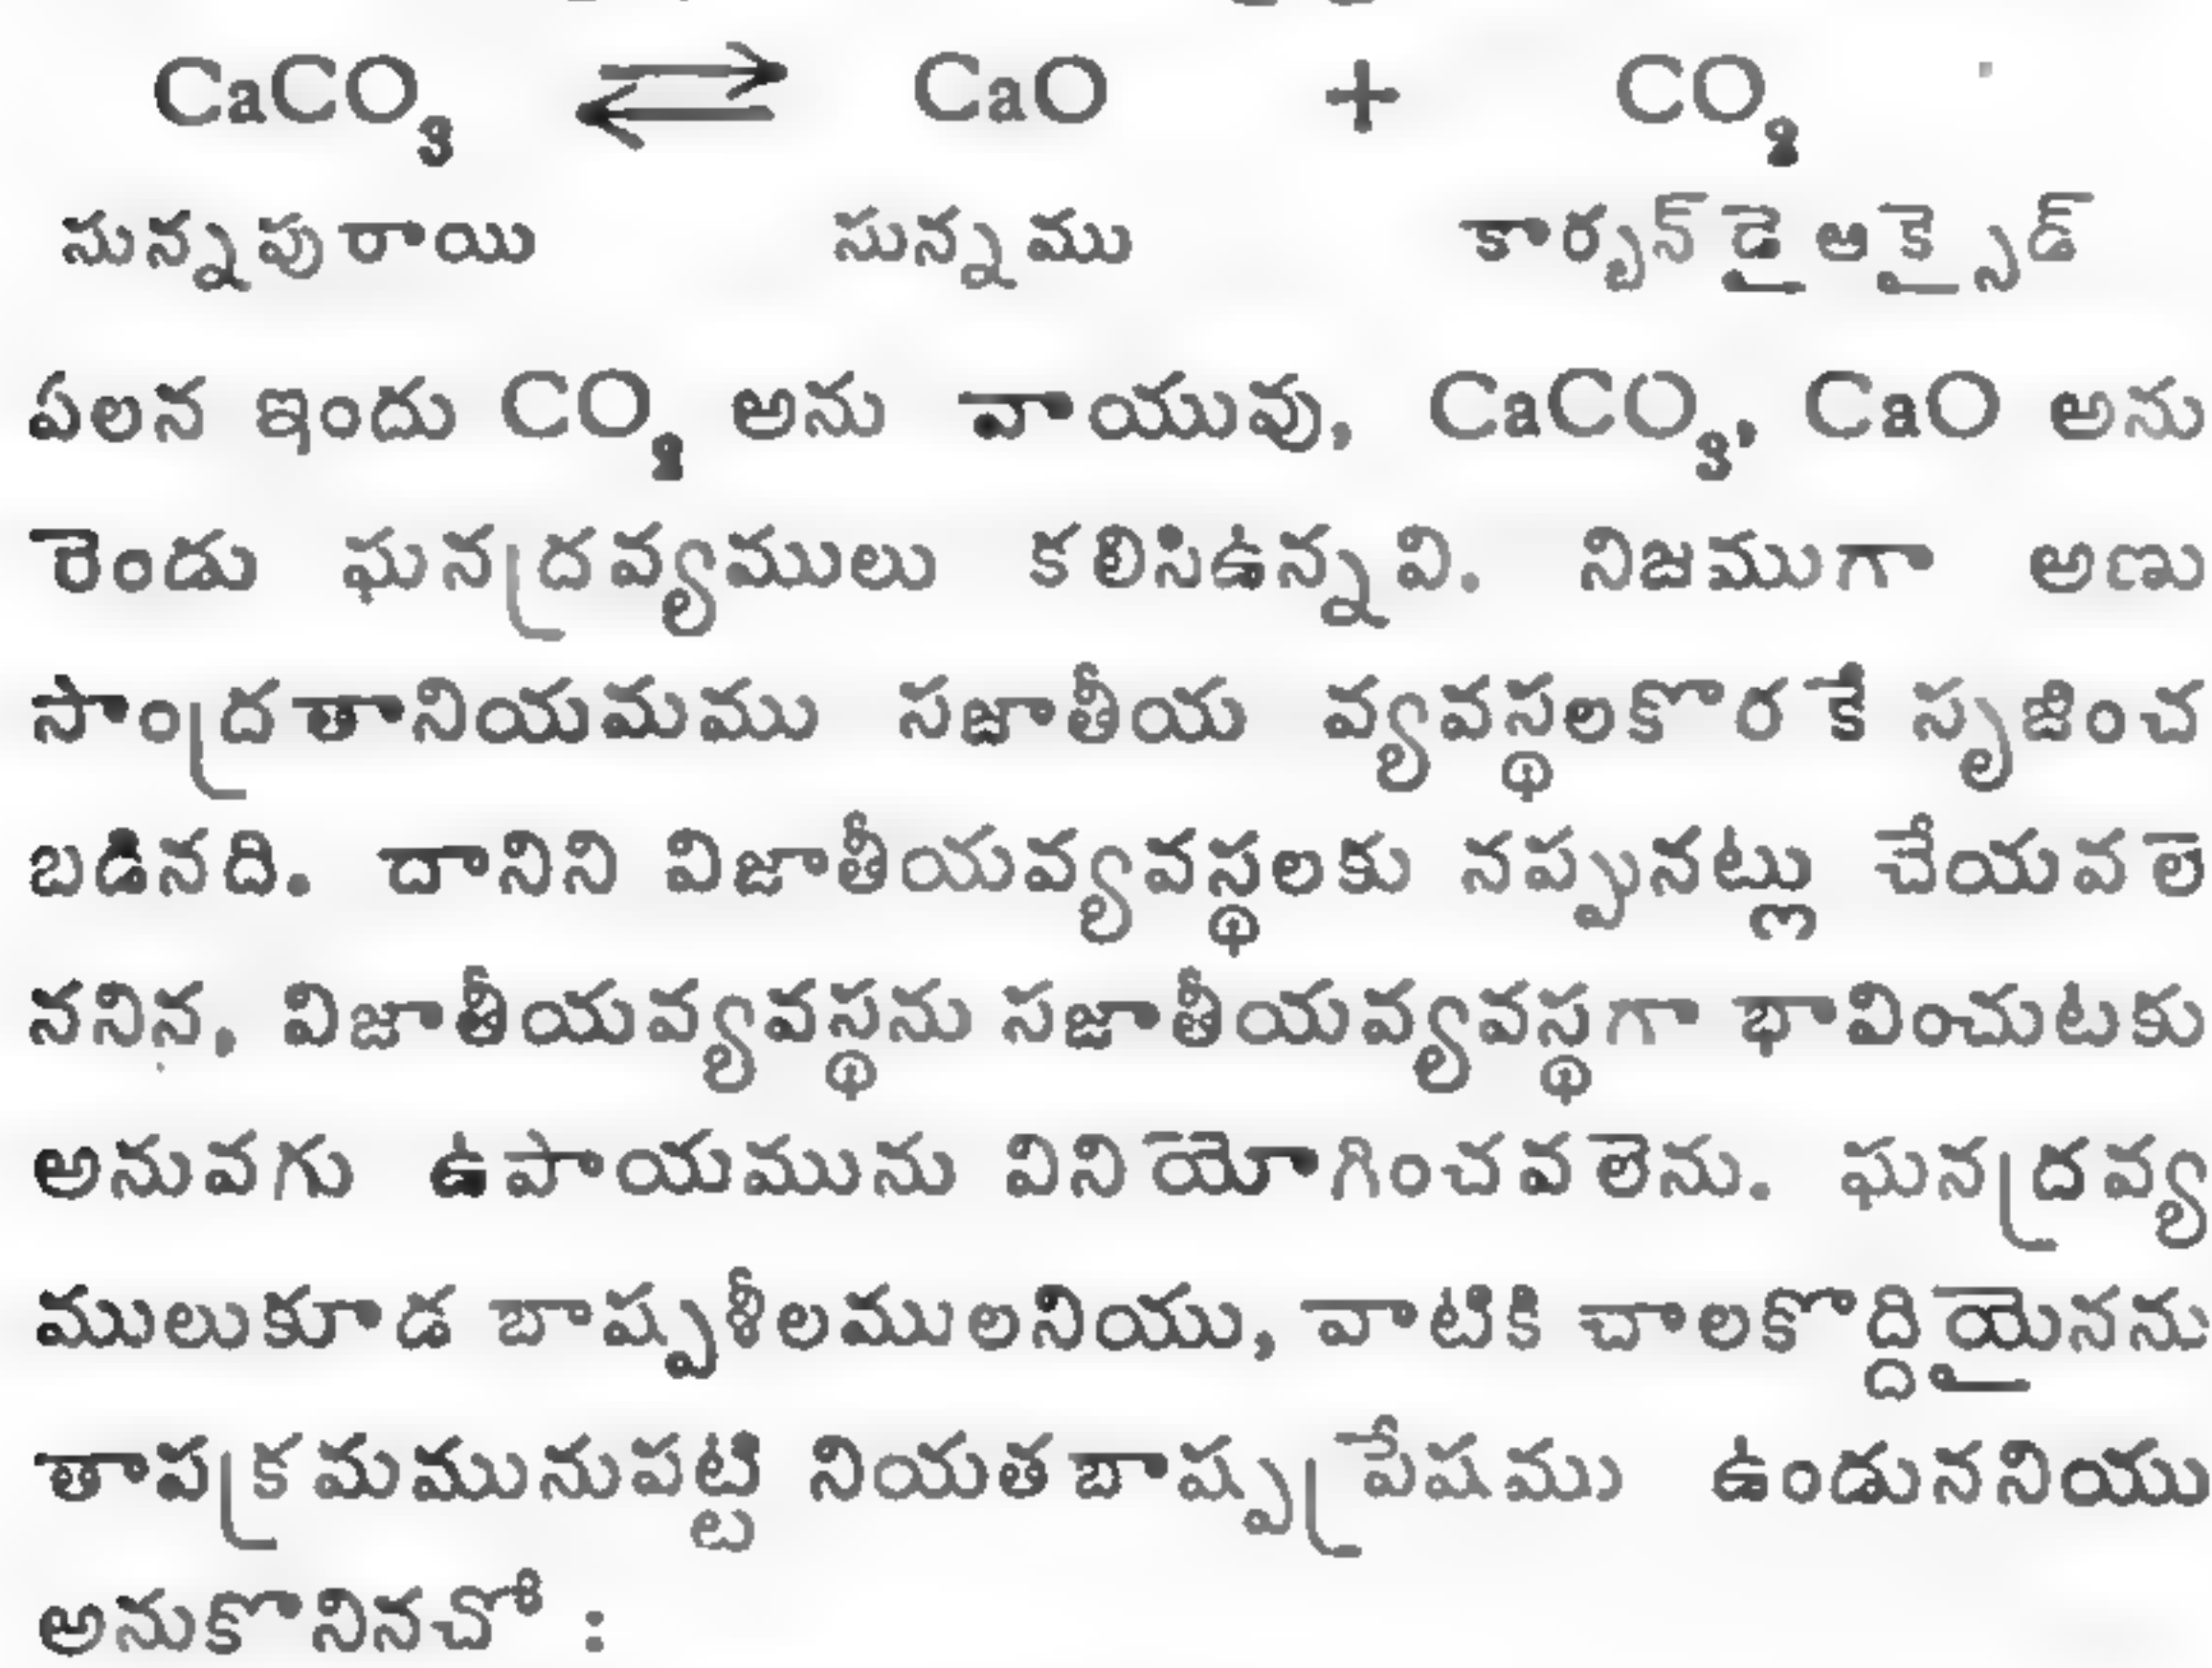 CaCO₃ ⇌ CaO + CO₂
సున్నపురాయి సున్నము కార్బన్ డై ఆక్సైడ్
ఏలన ఇందు CO₂ అను వాయువు, CaCO₃, CaO అను
రెండు ఘనద్రవ్యములు కలిసిఉన్నవి. నిజముగా అణు
సాంద్రతానియమము సజాతీయ వ్యవస్థలకొరకే సృజించ
బడినది. దానిని విజాతీయవ్యవస్థలకు నప్పునట్లు చేయవలె
ననిన, విజాతీయవ్యవస్థను సజాతీయవ్యవస్థగా భావించుటకు
అనువగు ఉపాయమును వినియోగించవలెను. ఘనద్రవ్య
ములుకూడ బాష్పశీలములనియు, వాటికి చాలకొద్దియైనను
తాపక్రమమునుపట్టి నియతబాష్పప్రేషము ఉండుననియు
అనుకొనినచో :